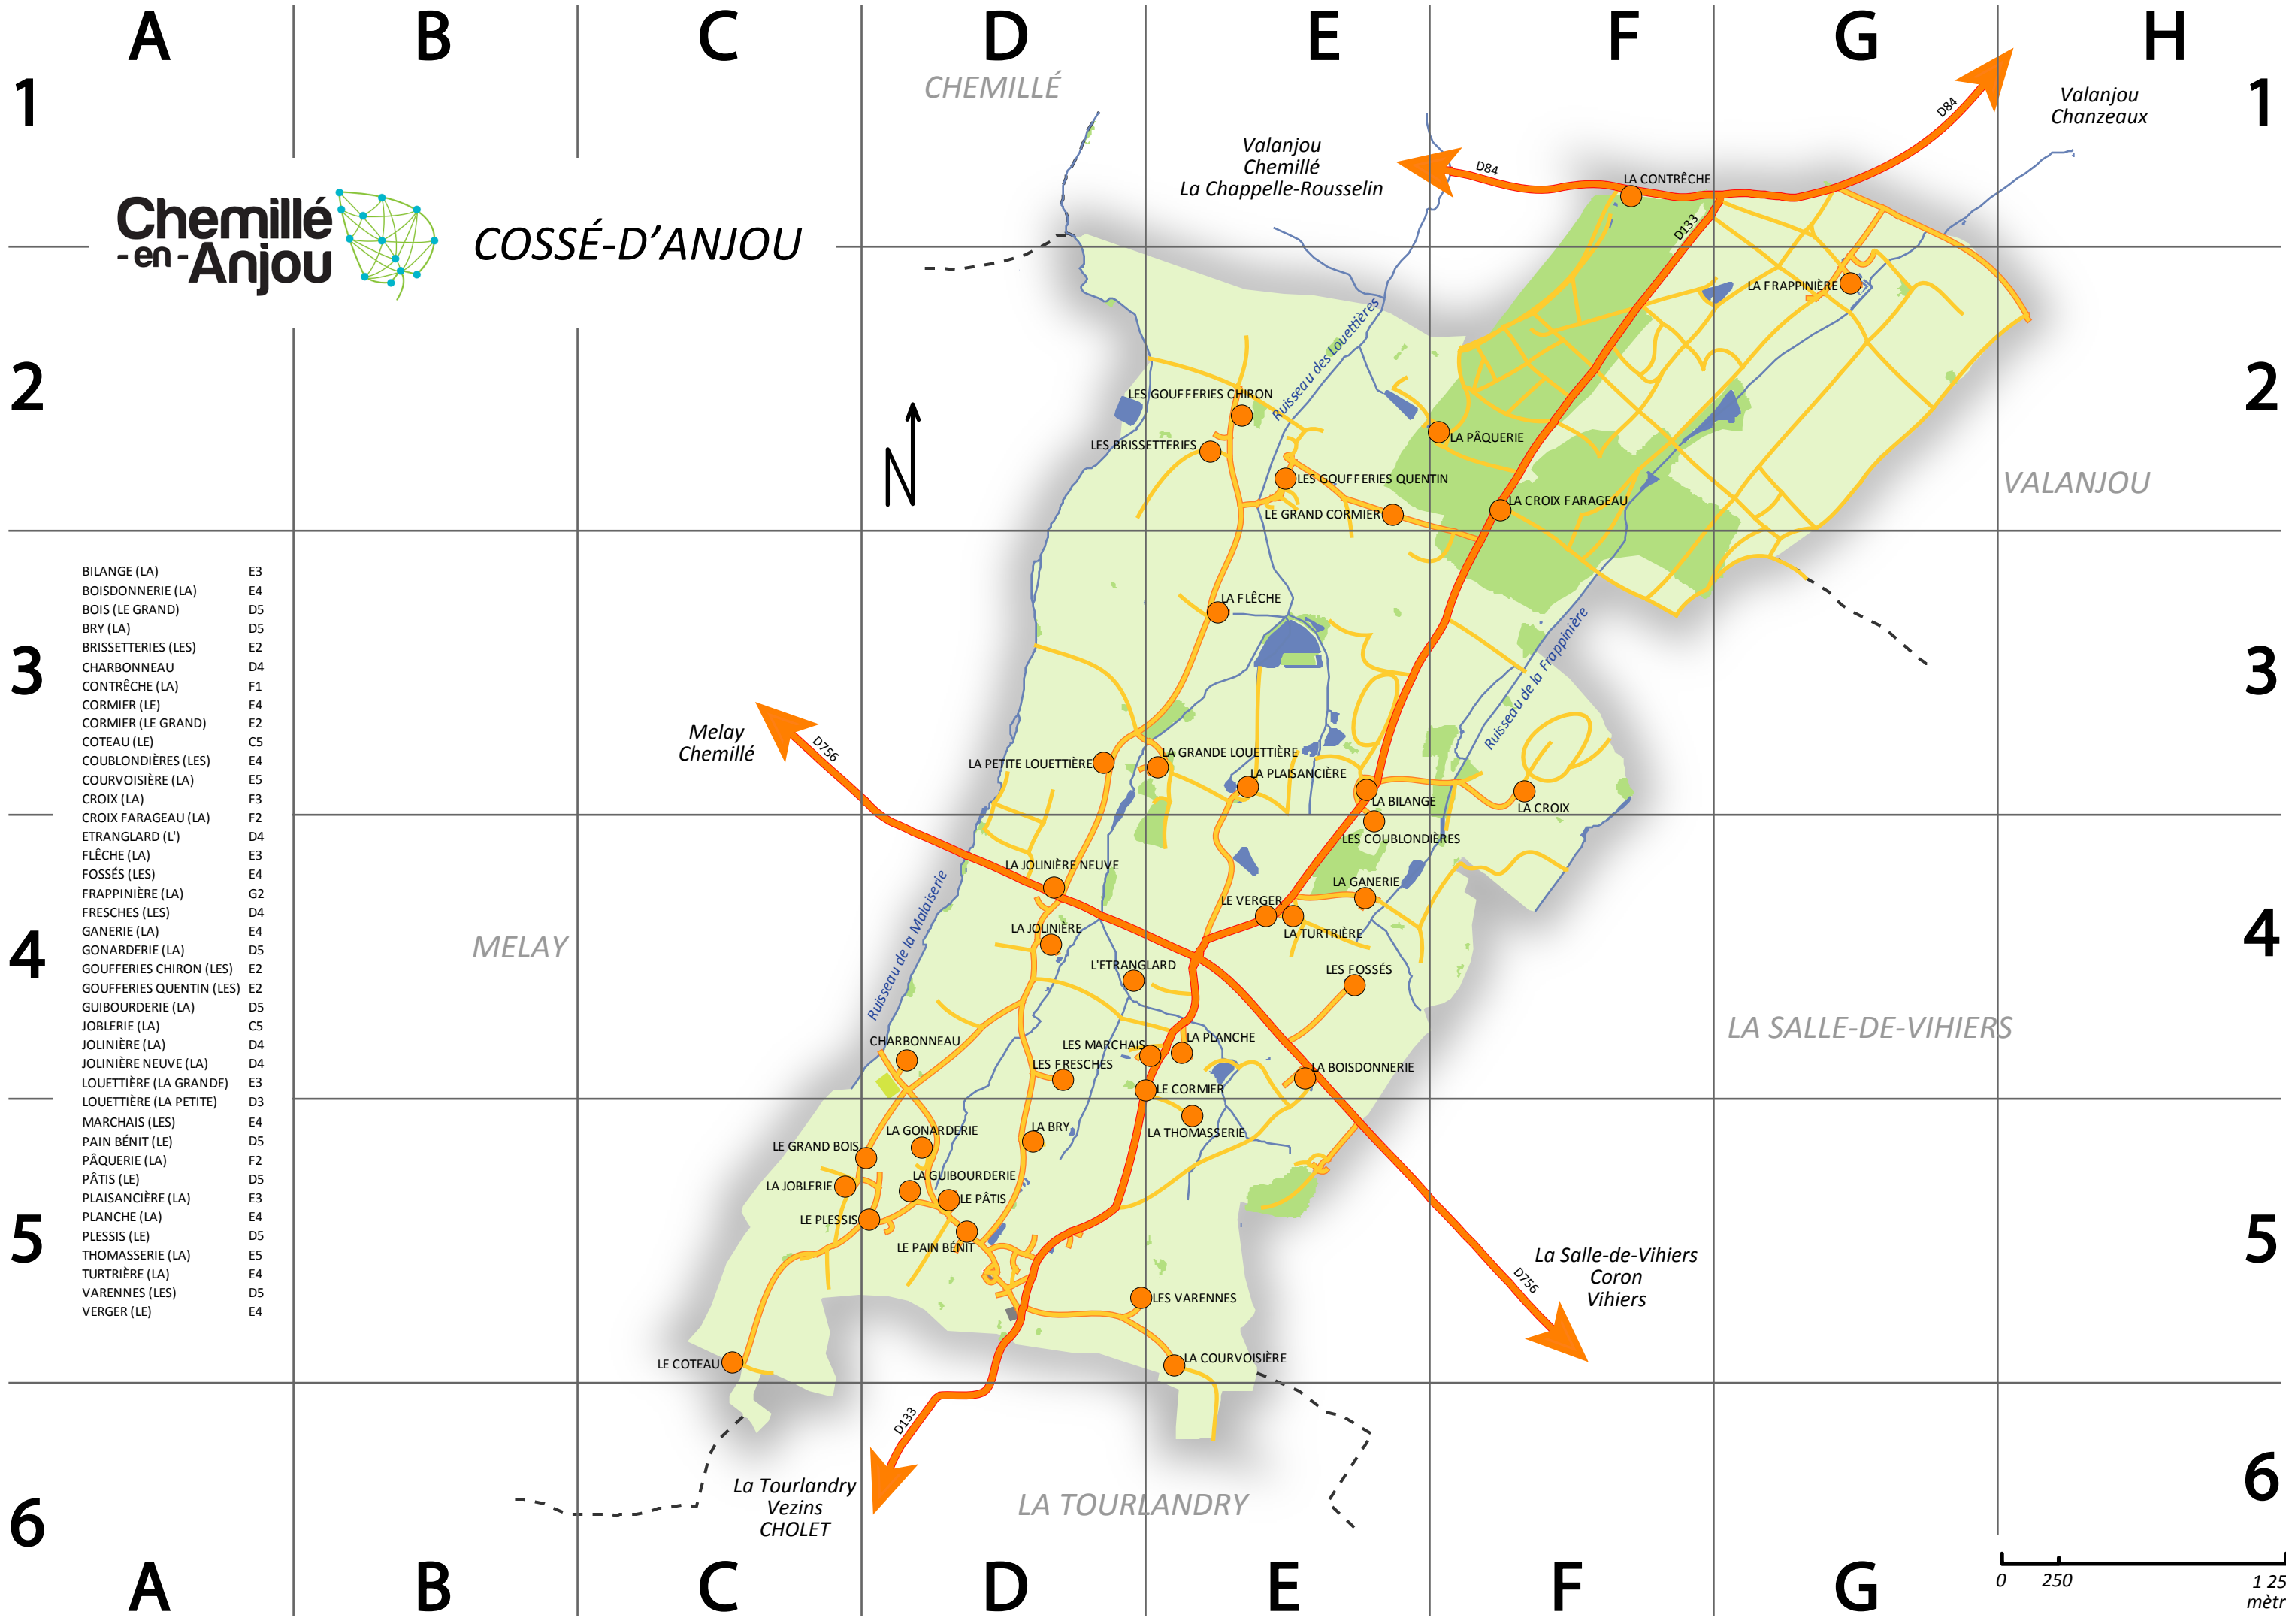 A B C D E F G H
1
CHEMILLÉ
D84
Valanjou
Chanzeaux
1
Valanjou
Chemillé
La Chappelle-Rousselin
D84
LA CONTRÊCHE
D133
Chemillé
-en-Anjou
COSSÉ-D'ANJOU
LA FRAPPINIÈRE
Ruisseau des Louettières
2
2
LES GOUFFERIES CHIRON
LES BRISSETTERIES
LA PÂQUERIE
LES GOUFFERIES QUENTIN
VALANJOU
N
LA CROIX FARAGEAU
LE GRAND CORMIER
BILANGE (LA) E3
BOISDONNERIE (LA) E4
BOIS (LE GRAND) D5
BRY (LA) D5
BRISSETTERIES (LES) E2
CHARBONNEAU D4
CONTRÊCHE (LA) F1
CORMIER (LE) E4
CORMIER (LE GRAND) E2
COTEAU (LE) C5
COUBLONDIÈRES (LES) E4
COURVOISIÈRE (LA) E5
CROIX (LA) F3
CROIX FARAGEAU (LA) F2
ETRANGLARD (L') D4
FLÊCHE (LA) E3
FOSSÉS (LES) E4
FRAPPINIÈRE (LA) G2
FRESCHES (LES) D4
GANERIE (LA) E4
GONARDERIE (LA) D5
GOUFFERIES CHIRON (LES) E2
GOUFFERIES QUENTIN (LES) E2
GUIBOURDERIE (LA) D5
JOBLERIE (LA) C5
JOLINIÈRE (LA) D4
JOLINIÈRE NEUVE (LA) D4
LOUETTIÈRE (LA GRANDE) E3
LOUETTIÈRE (LA PETITE) D3
MARCHAIS (LES) E4
PAIN BÉNIT (LE) D5
PÂQUERIE (LA) F2
PÂTIS (LE) D5
PLAISANCIÈRE (LA) E3
PLANCHE (LA) E4
PLESSIS (LE) D5
THOMASSERIE (LA) E5
TURTRIÈRE (LA) E4
VARENNES (LES) D5
VERGER (LE) E4
LA FLÊCHE
3
3
Ruisseau de la Frappinière
Melay
Chemillé
D756
LA GRANDE LOUETTIÈRE
LA PETITE LOUETTIÈRE
LA PLAISANCIÈRE
LA BILANGE
LA CROIX
LES COUBLONDIÈRES
LA JOLINIÈRE NEUVE
LA GANERIE
LE VERGER
LA JOLINIÈRE
LA TURTRIÈRE
4
4
MELAY
Ruisseau de la Malaiserie
L'ETRANGLARD
LES FOSSÉS
LA SALLE-DE-VIHIERS
CHARBONNEAU
LES MARCHAIS
LA PLANCHE
LES FRESCHES
LA BOISDONNERIE
LE CORMIER
LA GONARDERIE
LA BRY
LA THOMASSERIE
LE GRAND BOIS
LA GUIBOURDERIE
LA JOBLERIE
LE PÂTIS
LE PLESSIS
5
5
LE PAIN BÉNIT
La Salle-de-Vihiers
Coron
Vihiers
D756
LES VARENNES
LE COTEAU
LA COURVOISIÈRE
D133
La Tourlandry
Vezins
CHOLET
LA TOURLANDRY
6
6
0 250 1 25
mètr
A B C D E F G